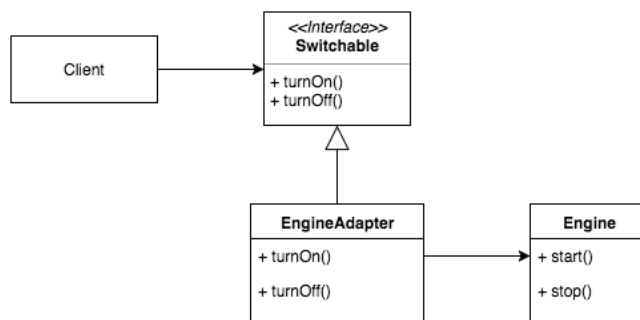 <<Interface>>
Switchable
Client
+ turnOn()
+ turnOff()
EngineAdapter
+ turnOn()
+ turnOff()
Engine
+ start()
+ stop()